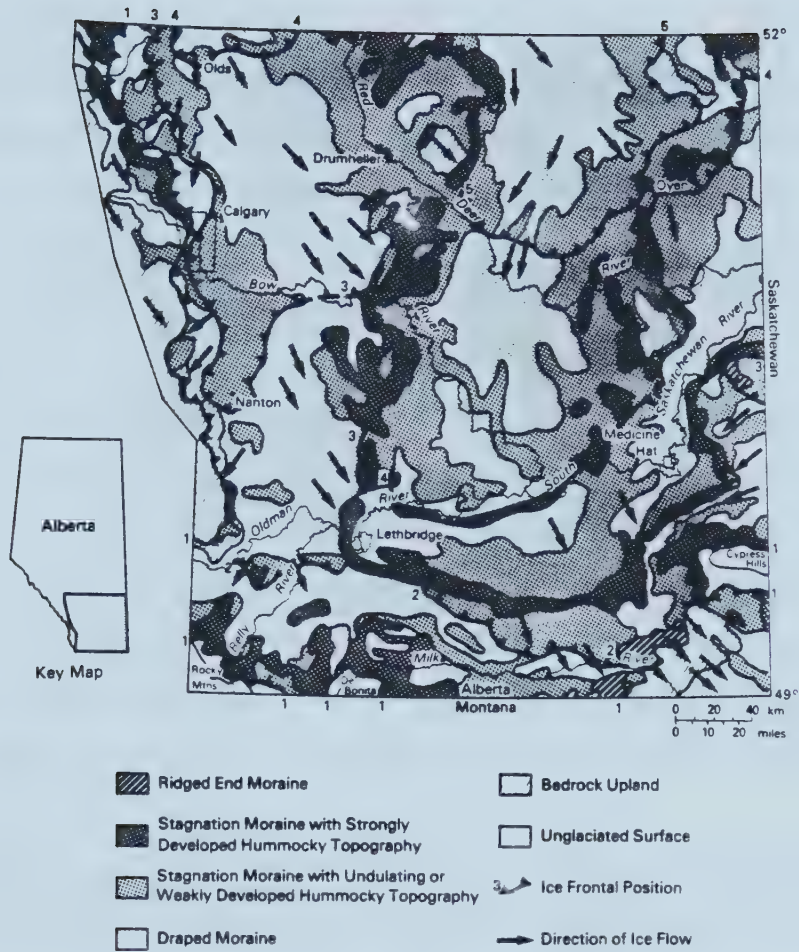 1 3 4 4 5 52°
Olds
4
Red
Drumheller
5
Deer
Oyen
Calgary
River
Bow
3
River
River
Saskatchewan
Saskatchewan
3
Nanton
Medicine
Hat
3
4
South
River
Oldman
Alberta
Lethbridge
1
1
Cypress
Hills
River
2
1
Belly
1
Milk
2
River
Rocky
Mtns
Key Map
Bonita
Alberta
49°
1 1 1 Montana 1
0 20 40 km
0 10 20 miles
Ridged End Moraine
Bedrock Upland
Stagnation Moraine with Strongly
Developed Hummocky Topography
Unglaciated Surface
Stagnation Moraine with Undulating or
Weakly Developed Hummocky Topography
3 Ice Frontal Position
Draped Moraine
Direction of Ice Flow